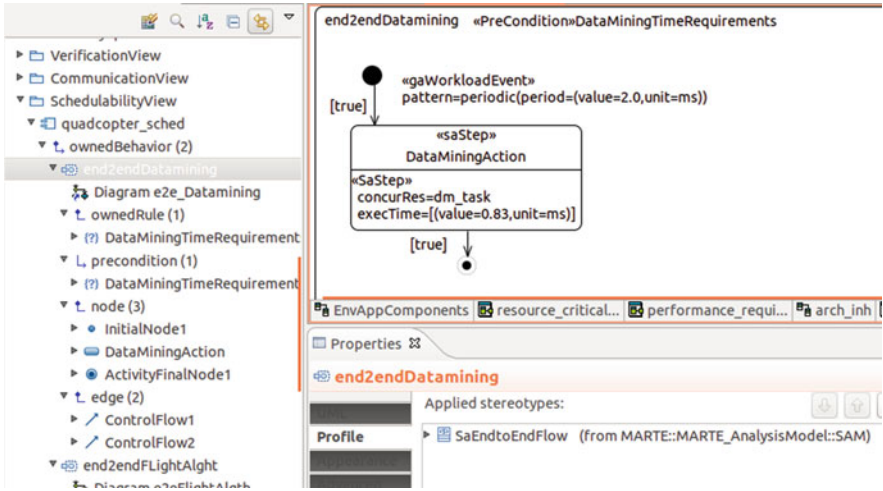 VerificationView
CommunicationView
SchedulabilityView
quadcopter_sched
ownedBehavior (2)
end2endDatamining
Diagram e2e_Datamining
ownedRule (1)
{?} DataMiningTimeRequirement
precondition (1)
{?} DataMiningTimeRequirement
node (3)
InitialNode1
DataMiningAction
ActivityFinalNode1
edge (2)
ControlFlow1
ControlFlow2
end2endFLightAlght
end2endDatamining «PreCondition»DataMiningTimeRequirements
«gaWorkloadEvent»
pattern=periodic(period=(value=2.0,unit=ms))
[true]
«saStep»
DataMiningAction
«SaStep»
concurRes=dm_task
execTime=[(value=0.83,unit=ms)]
[true]
EnvAppComponents resource_critical... performance_requi... arch_inh
Properties
end2endDatamining
UML
Applied stereotypes:
Profile
SaEndtoEndFlow (from MARTE::MARTE_AnalysisModel::SAM)
Appearance